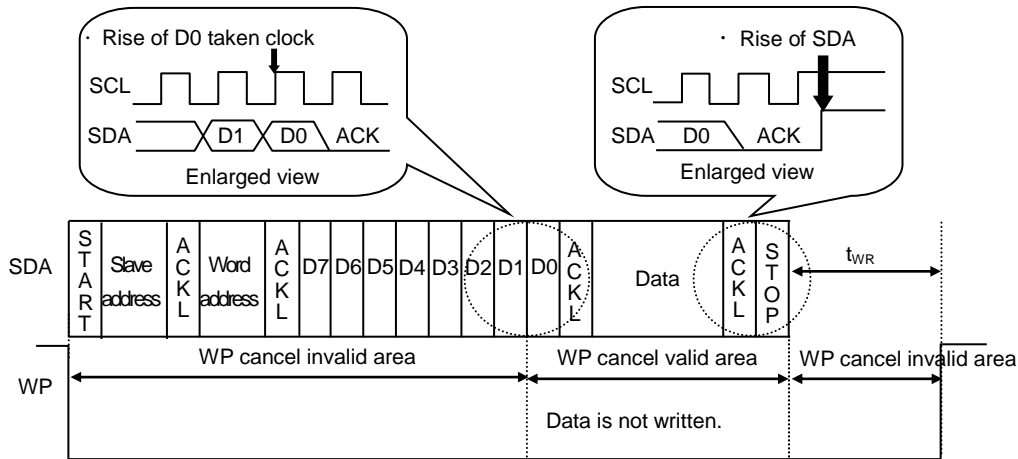 · Rise of D0 taken clock
SCL
SDA D1 D0 ACK
Enlarged view
· Rise of SDA
SCL
SDA D0 ACK
Enlarged view
SDA START Slave address ACKL Word address ACKL D7 D6 D5 D4 D3 D2 D1 D0 ACKL Data ACKL STOP tWR
WP WP cancel invalid area WP cancel valid area WP cancel invalid area
Data is not written.